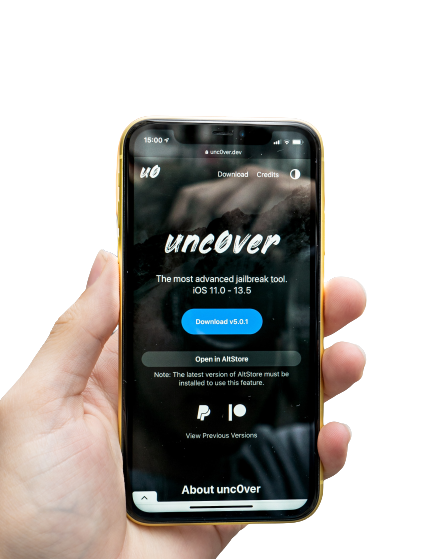 15:00
unc0ver.dev
u0
Download Credits
unc0ver
The most advanced jailbreak tool.
iOS 11.0 - 13.5
Download v5.0.1
Open in AltStore
Note: The latest version of AltStore must be
installed to use this feature.
View Previous Versions
About unc0ver